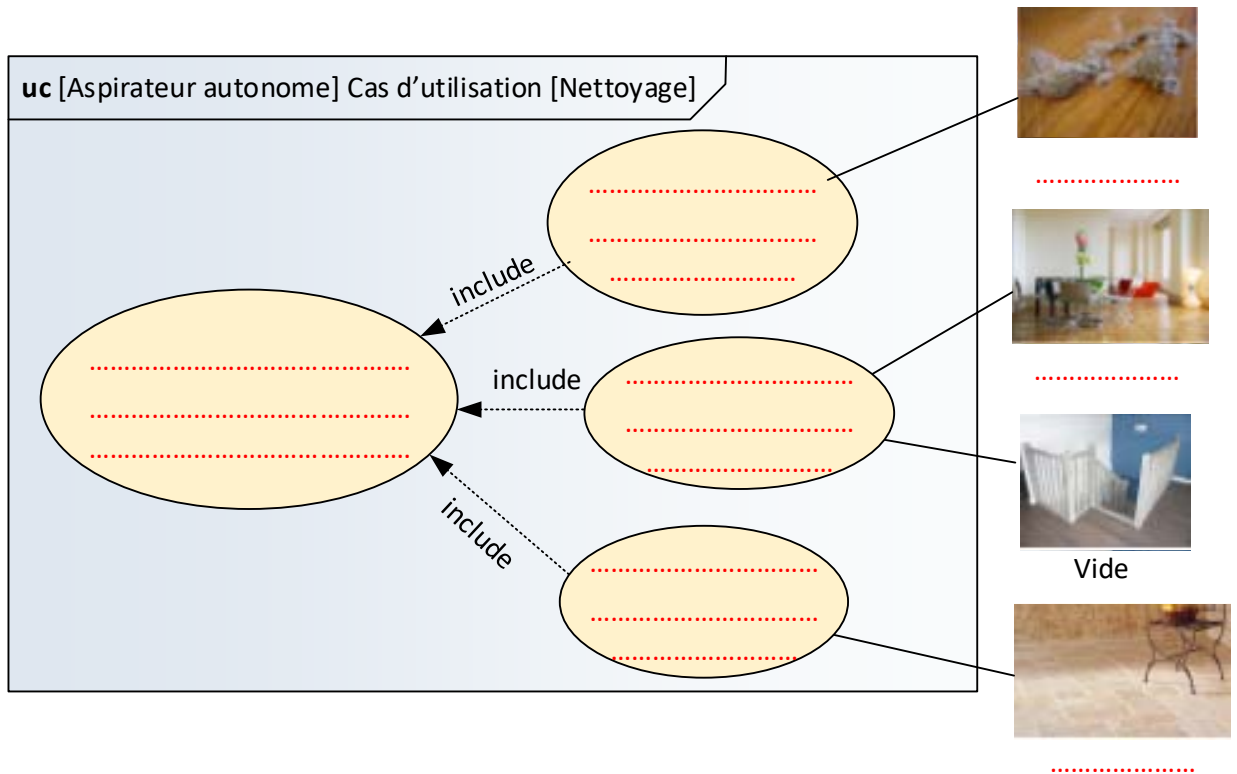 uc [Aspirateur autonome] Cas d'utilisation [Nettoyage]
include
include
include
Vide